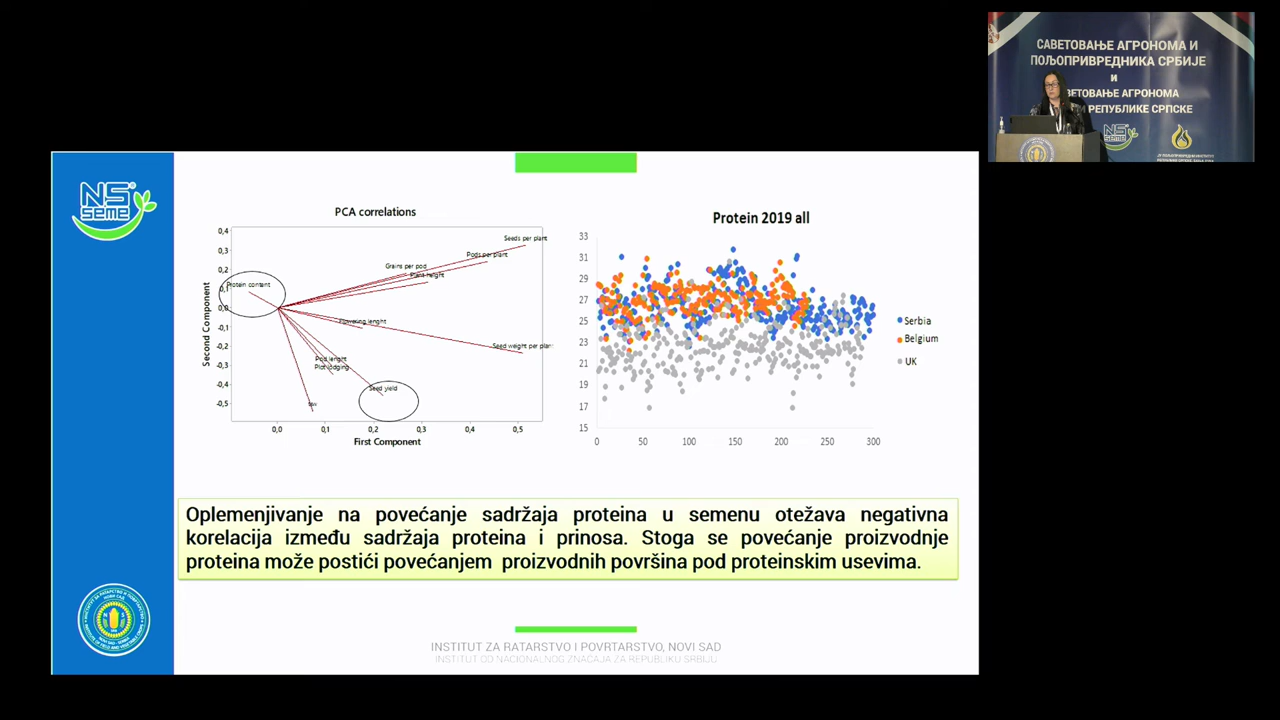 САВЕТОВАЊЕ АГРОНОМА И
ПОЉОПРИВРЕДНИКА СРБИЈЕ
И
ВЕТОВАЊЕ АГРОНОМА
И РЕПУБЛИКЕ СРПСКЕ
NS
seme
NS
seme
PCA correlations
0,4
0,3
0,2
0,1
0,0
-0,1
-0,2
-0,3
-0,4
-0,5
Second Component
Seeds per plant
Pods per plant
Grains per pod
Plant height
Protein content
Flowering lenght
Seed weight per plan
Pod lenght
Plot lodging
Seed yield
0,0 0,1 0,2 0,3 0,4 0,5
First Component
Protein 2019 all
33
31
29
27
25
23
21
19
17
15
0 50 100 150 200 250 300
Serbia
Belgium
UK
Oplemenjivanje na povećanje sadržaja proteina u semenu otežava negativna
korelacija između sadržaja proteina i prinosa. Stoga se povećanje proizvodnje
proteina može postići povećanjem proizvodnih površina pod proteinskim usevima.
INSTITUT ZA RATARSTVO I POVRTARSTVO, NOVI SAD
INSTITUT OD NACIONALNOG ZNAČAJA ZA REPUBLIKU SRBIJU